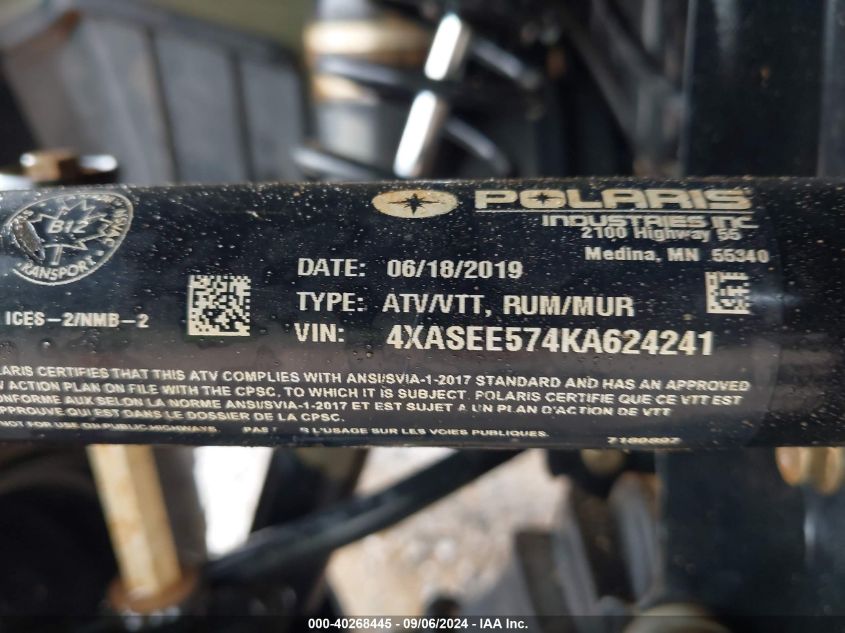 POLARIS
INDUSTRIES INC
2100 Highway 55
Medina, MN 55340
B12
TRANSPORT
DATE: 06/18/2019
TYPE: ATV/VTT, RUM/MUR
ICES-2/NMB-2
VIN: 4XASEE574KA624241
POLARIS CERTIFIES THAT THIS ATV COMPLIES WITH ANSI/SVIA-1-2017 STANDARD AND HAS AN APPROVED
ACTION PLAN ON FILE WITH THE CPSC, TO WHICH IT IS SUBJECT. POLARIS CERTIFIE QUE CE VTT EST
CONFORME AUX SELON LA NORME ANSI/SVIA-1-2017 ET EST SUJET A UN PLAN D'ACTION DE VTT
APPROUVE QUI EST DANS LE DOSSIER DE LA CPSC.
NOT FOR USE ON PUBLIC HIGHWAYS. PAS L'USAGE SUR LES VOIES PUBLIQUES.
7180897
000-40268445 - 09/06/2024 - IAA Inc.